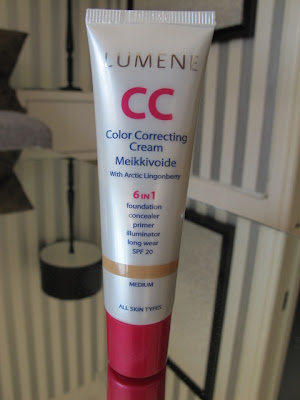 LUMENE
CC
Color Correcting
Cream
Meikkivoide
With Arctic Lingonberry
6 IN 1
foundation
concealer
primer
illuminator
long wear
SPF 20
MEDIUM
ALL SKIN TYPES